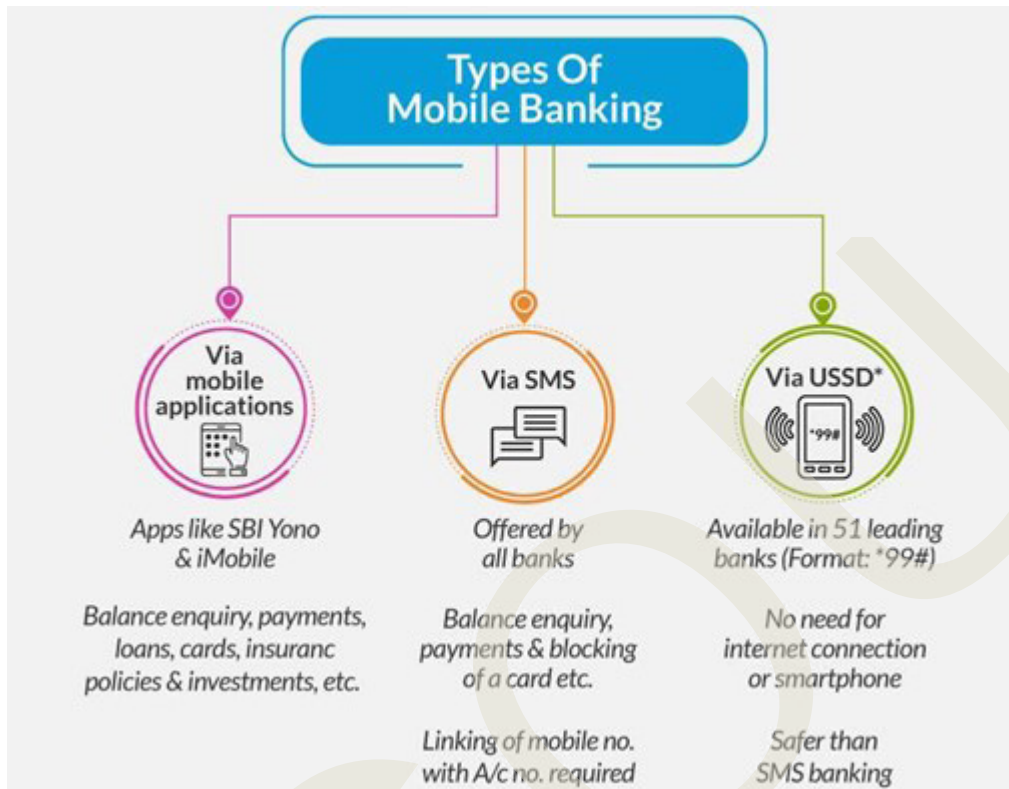 Types Of
Mobile Banking
Via
mobile
applications
Apps like SBI Yono
& iMobile
Balance enquiry, payments,
loans, cards, insuranc
policies & investments, etc.
Via SMS
Offered by
all banks
Balance enquiry,
payments & blocking
of a card etc.
Linking of mobile no.
with A/c no. required
Via USSD*
*99#
Available in 51 leading
banks (Format: *99#)
No need for
internet connection
or smartphone
Safer than
SMS banking